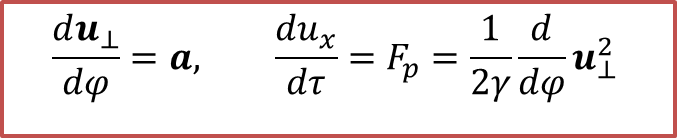 d𝒖⊥/dφ = 𝒂, du_x/dτ = F_p = 1/2γ d/dφ 𝒖⊥²